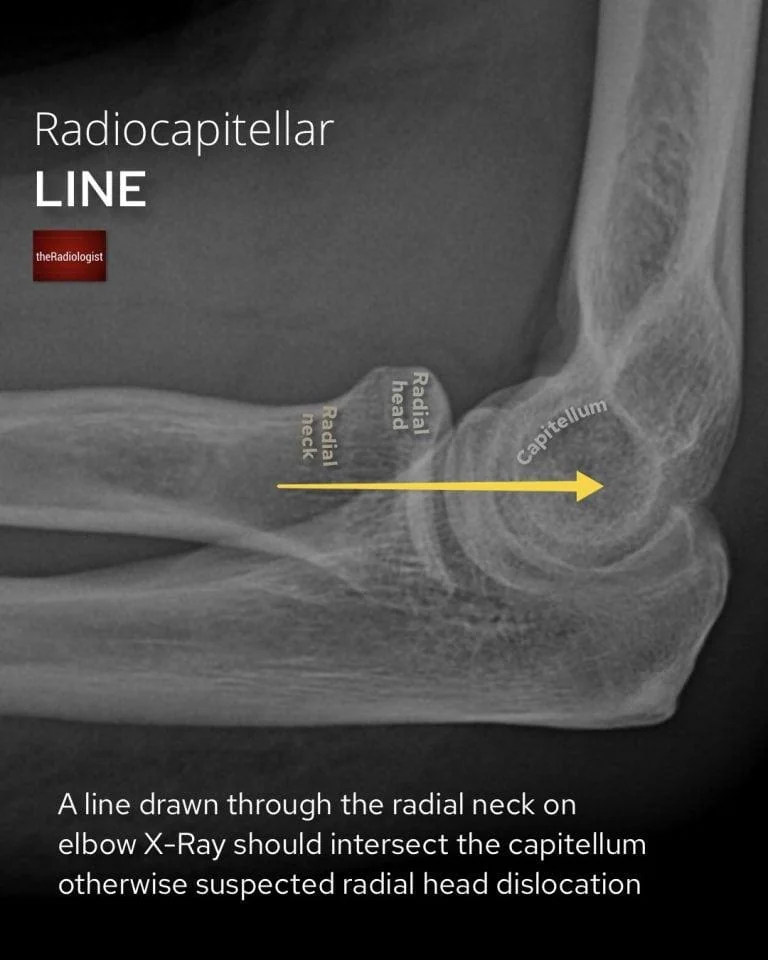 Radiocapitellar
LINE
theRadiologist
Radial
head
Radial
neck
Capitellum
A line drawn through the radial neck on
elbow X-Ray should intersect the capitellum
otherwise suspected radial head dislocation